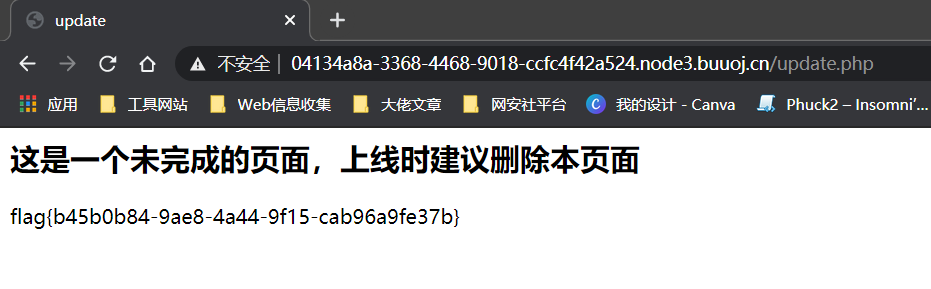 update
不安全 | 04134a8a-3368-4468-9018-ccfc4f42a524.node3.buuoj.cn/update.php
应用 工具网站 Web信息收集 大佬文章 网安社平台 我的设计 - Canva Phuck2 – Insomni'...
这是一个未完成的页面，上线时建议删除本页面
flag{b45b0b84-9ae8-4a44-9f15-cab96a9fe37b}